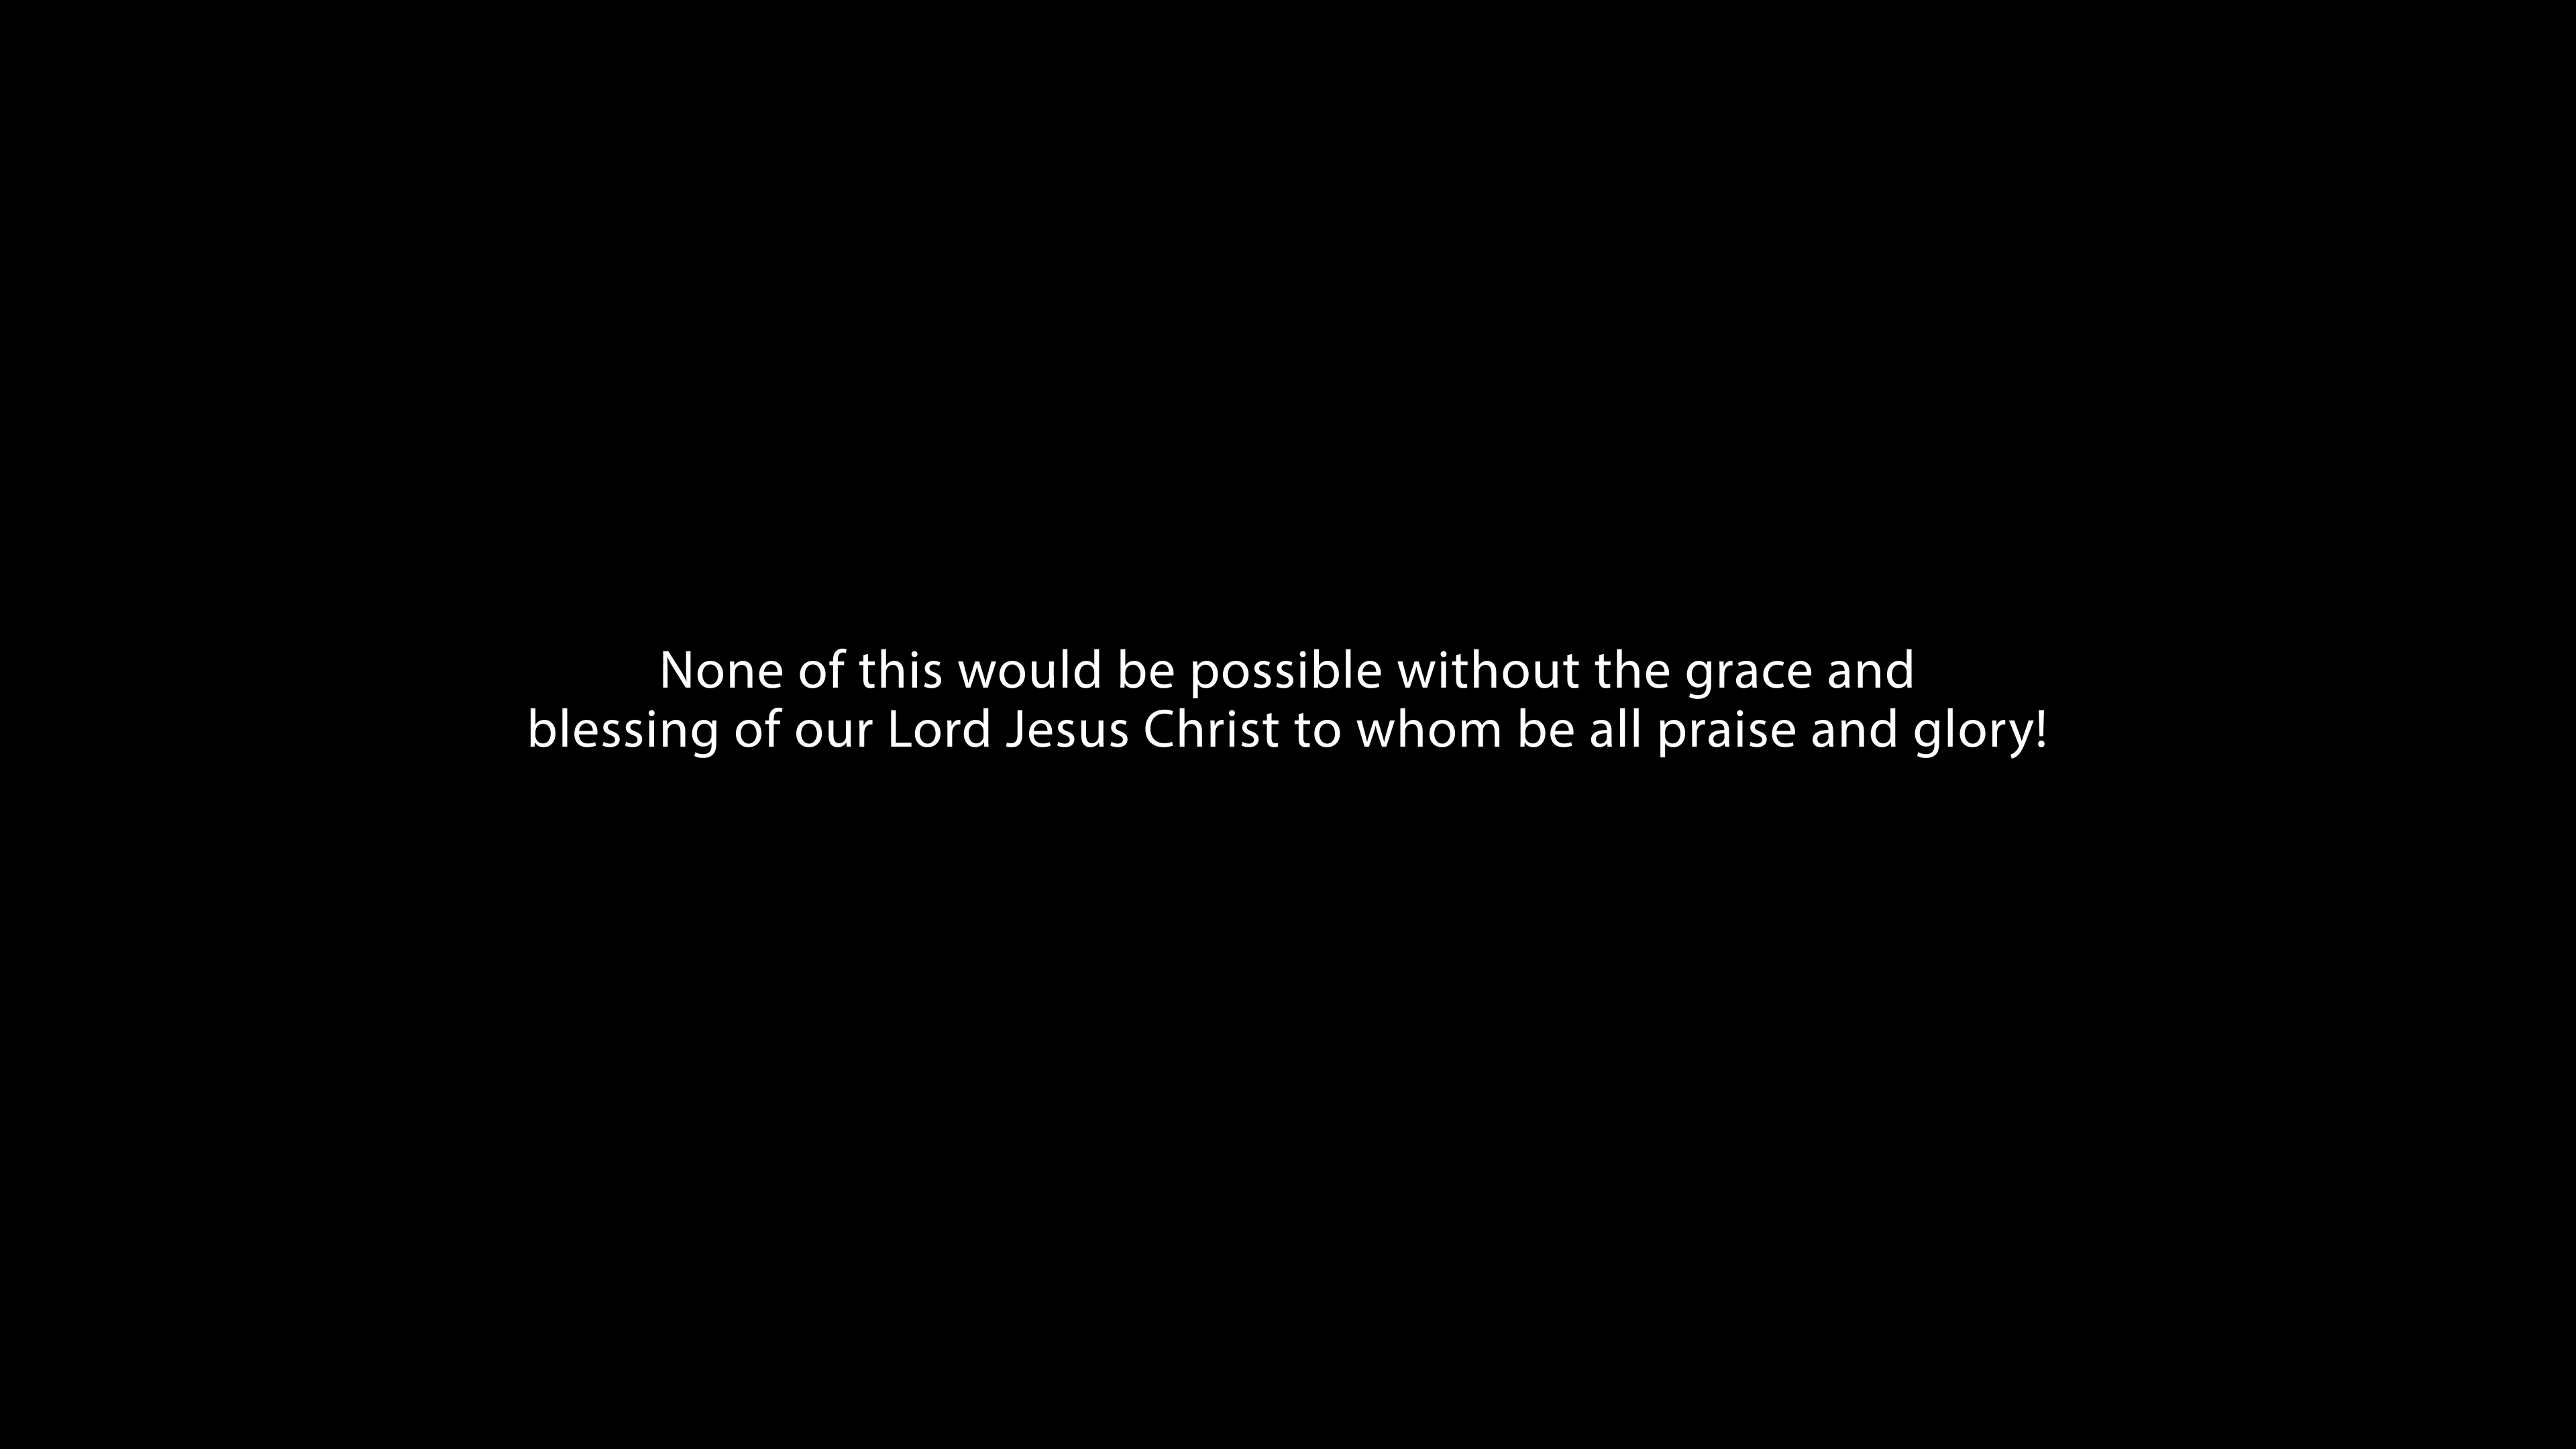 None of this would be possible without the grace and
blessing of our Lord Jesus Christ to whom be all praise and glory!